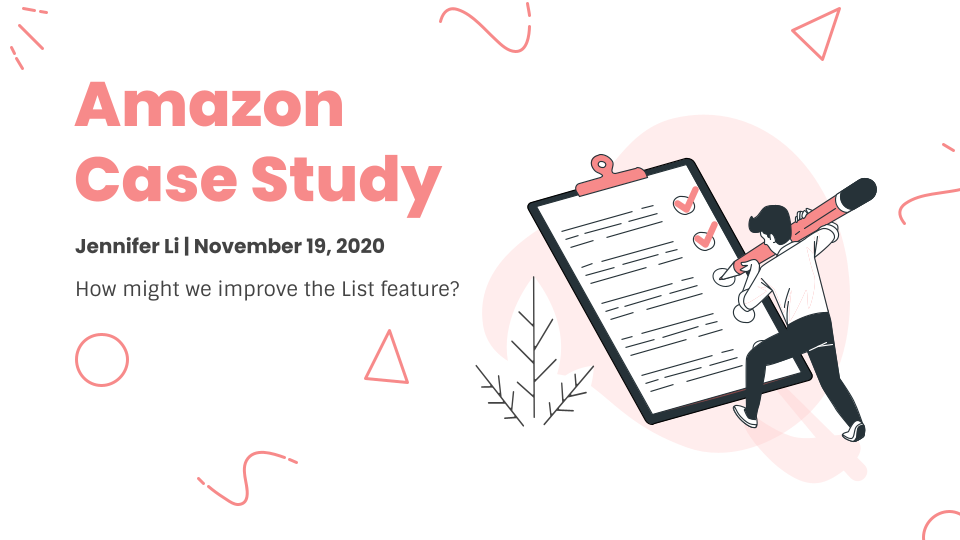 Amazon
Case Study
Jennifer Li | November 19, 2020
How might we improve the List feature?